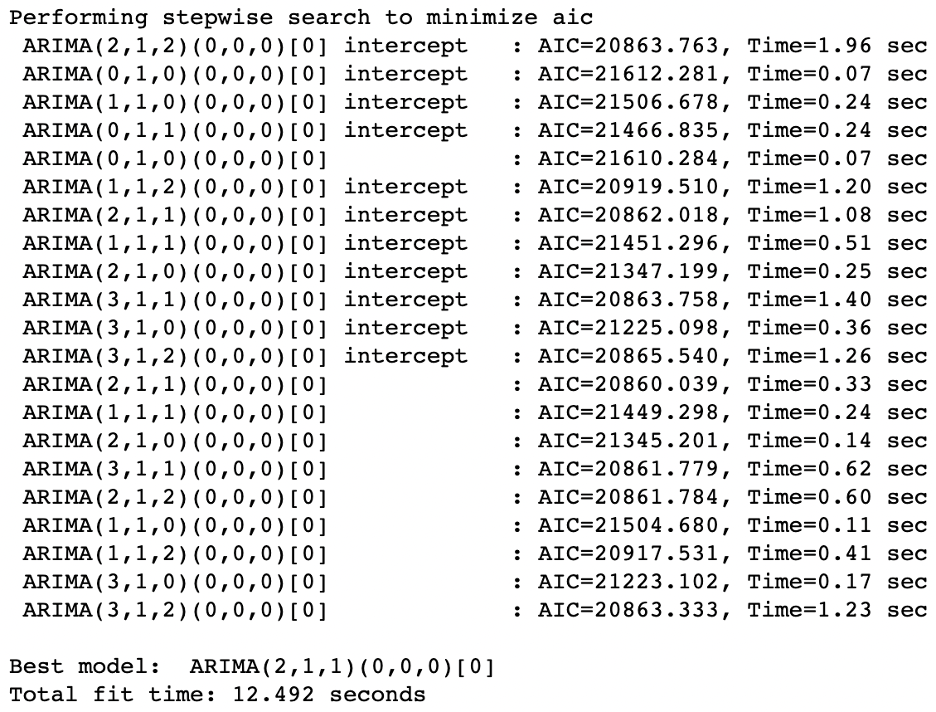 Performing stepwise search to minimize aic
 ARIMA(2,1,2)(0,0,0)[0] intercept   : AIC=20863.763, Time=1.96 sec
 ARIMA(0,1,0)(0,0,0)[0] intercept   : AIC=21612.281, Time=0.07 sec
 ARIMA(1,1,0)(0,0,0)[0] intercept   : AIC=21506.678, Time=0.24 sec
 ARIMA(0,1,1)(0,0,0)[0] intercept   : AIC=21466.835, Time=0.24 sec
 ARIMA(0,1,0)(0,0,0)[0]             : AIC=21610.284, Time=0.07 sec
 ARIMA(1,1,2)(0,0,0)[0] intercept   : AIC=20919.510, Time=1.20 sec
 ARIMA(2,1,1)(0,0,0)[0] intercept   : AIC=20862.018, Time=1.08 sec
 ARIMA(1,1,1)(0,0,0)[0] intercept   : AIC=21451.296, Time=0.51 sec
 ARIMA(2,1,0)(0,0,0)[0] intercept   : AIC=21347.199, Time=0.25 sec
 ARIMA(3,1,1)(0,0,0)[0] intercept   : AIC=20863.758, Time=1.40 sec
 ARIMA(3,1,0)(0,0,0)[0] intercept   : AIC=21225.098, Time=0.36 sec
 ARIMA(3,1,2)(0,0,0)[0] intercept   : AIC=20865.540, Time=1.26 sec
 ARIMA(2,1,1)(0,0,0)[0]             : AIC=20860.039, Time=0.33 sec
 ARIMA(1,1,1)(0,0,0)[0]             : AIC=21449.298, Time=0.24 sec
 ARIMA(2,1,0)(0,0,0)[0]             : AIC=21345.201, Time=0.14 sec
 ARIMA(3,1,1)(0,0,0)[0]             : AIC=20861.779, Time=0.62 sec
 ARIMA(2,1,2)(0,0,0)[0]             : AIC=20861.784, Time=0.60 sec
 ARIMA(1,1,0)(0,0,0)[0]             : AIC=21504.680, Time=0.11 sec
 ARIMA(1,1,2)(0,0,0)[0]             : AIC=20917.531, Time=0.41 sec
 ARIMA(3,1,0)(0,0,0)[0]             : AIC=21223.102, Time=0.17 sec
 ARIMA(3,1,2)(0,0,0)[0]             : AIC=20863.333, Time=1.23 sec

Best model:  ARIMA(2,1,1)(0,0,0)[0]
Total fit time: 12.492 seconds